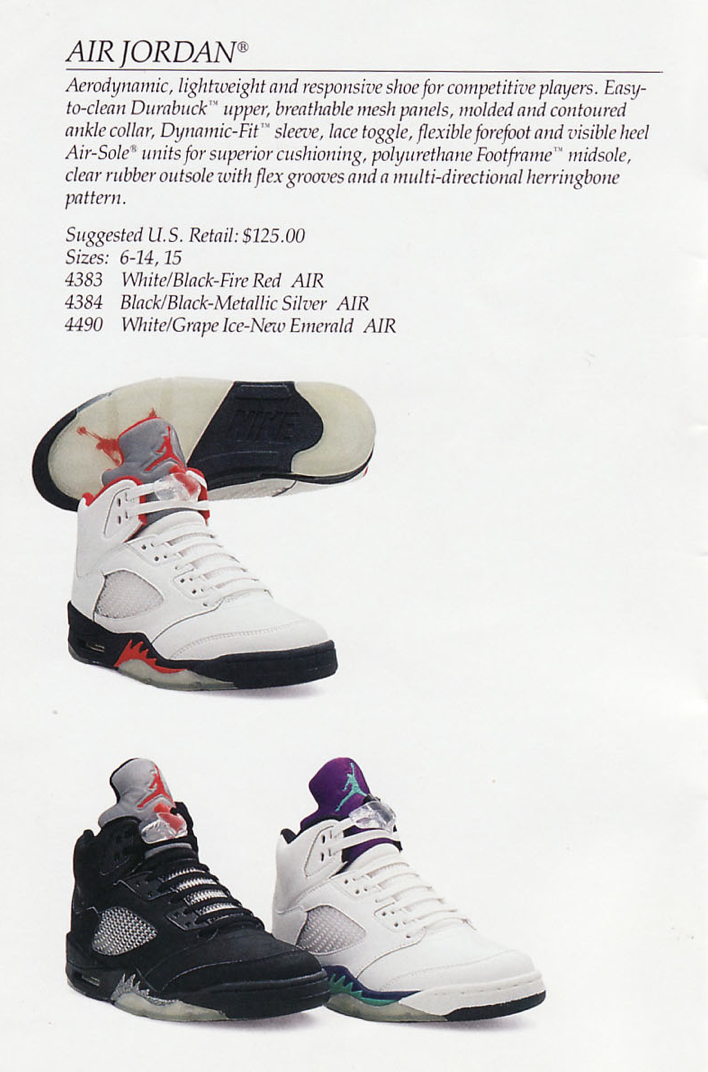 AIR JORDAN®
Aerodynamic, lightweight and responsive shoe for competitive players. Easy-
to-clean Durabuck™ upper, breathable mesh panels, molded and contoured
ankle collar, Dynamic-Fit™ sleeve, lace toggle, flexible forefoot and visible heel
Air-Sole® units for superior cushioning, polyurethane Footframe™ midsole,
clear rubber outsole with flex grooves and a multi-directional herringbone
pattern.
Suggested U.S. Retail: $125.00
Sizes: 6-14, 15
4383 White/Black-Fire Red AIR
4384 Black/Black-Metallic Silver AIR
4490 White/Grape Ice-New Emerald AIR
NIKE